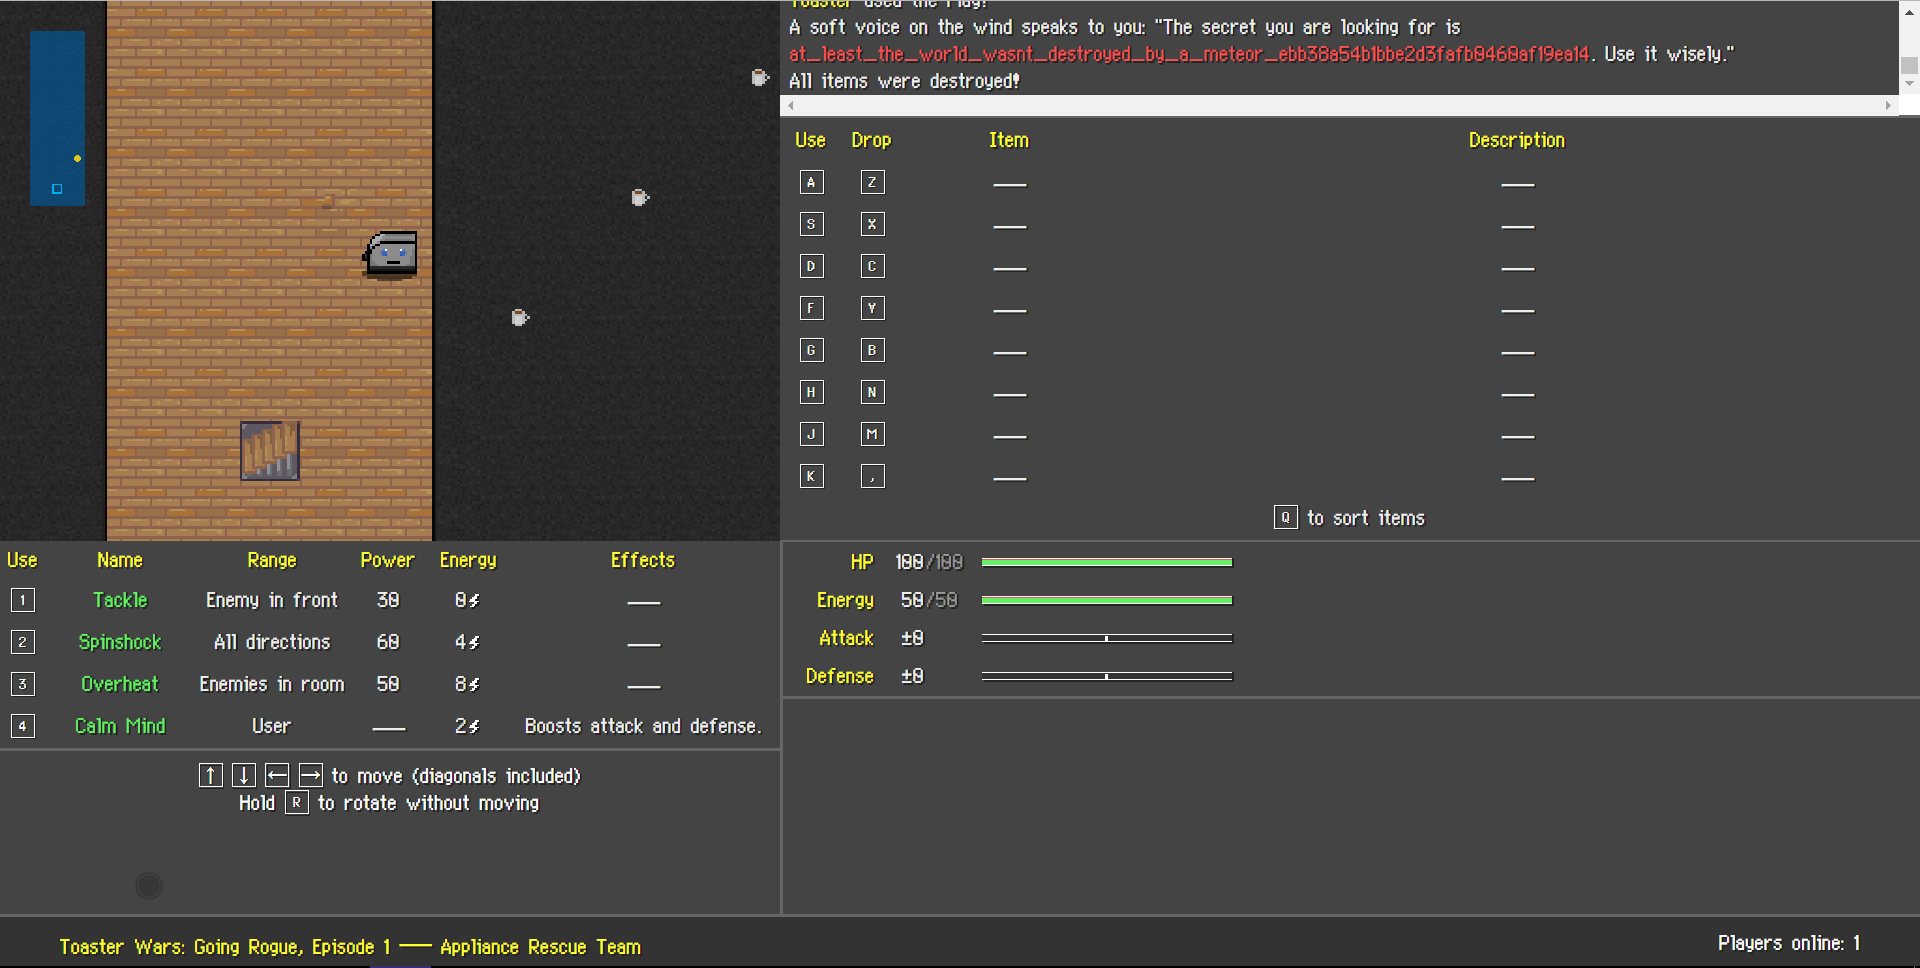 Toaster used the Flag!
A soft voice on the wind speaks to you: "The secret you are looking for is
at_least_the_world_wasnt_destroyed_by_a_meteor_ebb38a54b1bbe2d3fafb0460af19ea14. Use it wisely."
All items were destroyed!
Use Drop Item Description
A Z
S X
D C
F Y
G B
H N
J M
K ,
Q to sort items
Use Name Range Power Energy Effects
1 Tackle Enemy in front 30 0
2 Spinshock All directions 60 4
3 Overheat Enemies in room 50 8
4 Calm Mind User 2 Boosts attack and defense.
HP 100/100
Energy 50/50
Attack ±0
Defense ±0
↑ ↓ ← → to move (diagonals included)
Hold R to rotate without moving
Toaster Wars: Going Rogue, Episode 1 — Appliance Rescue Team
Players online: 1